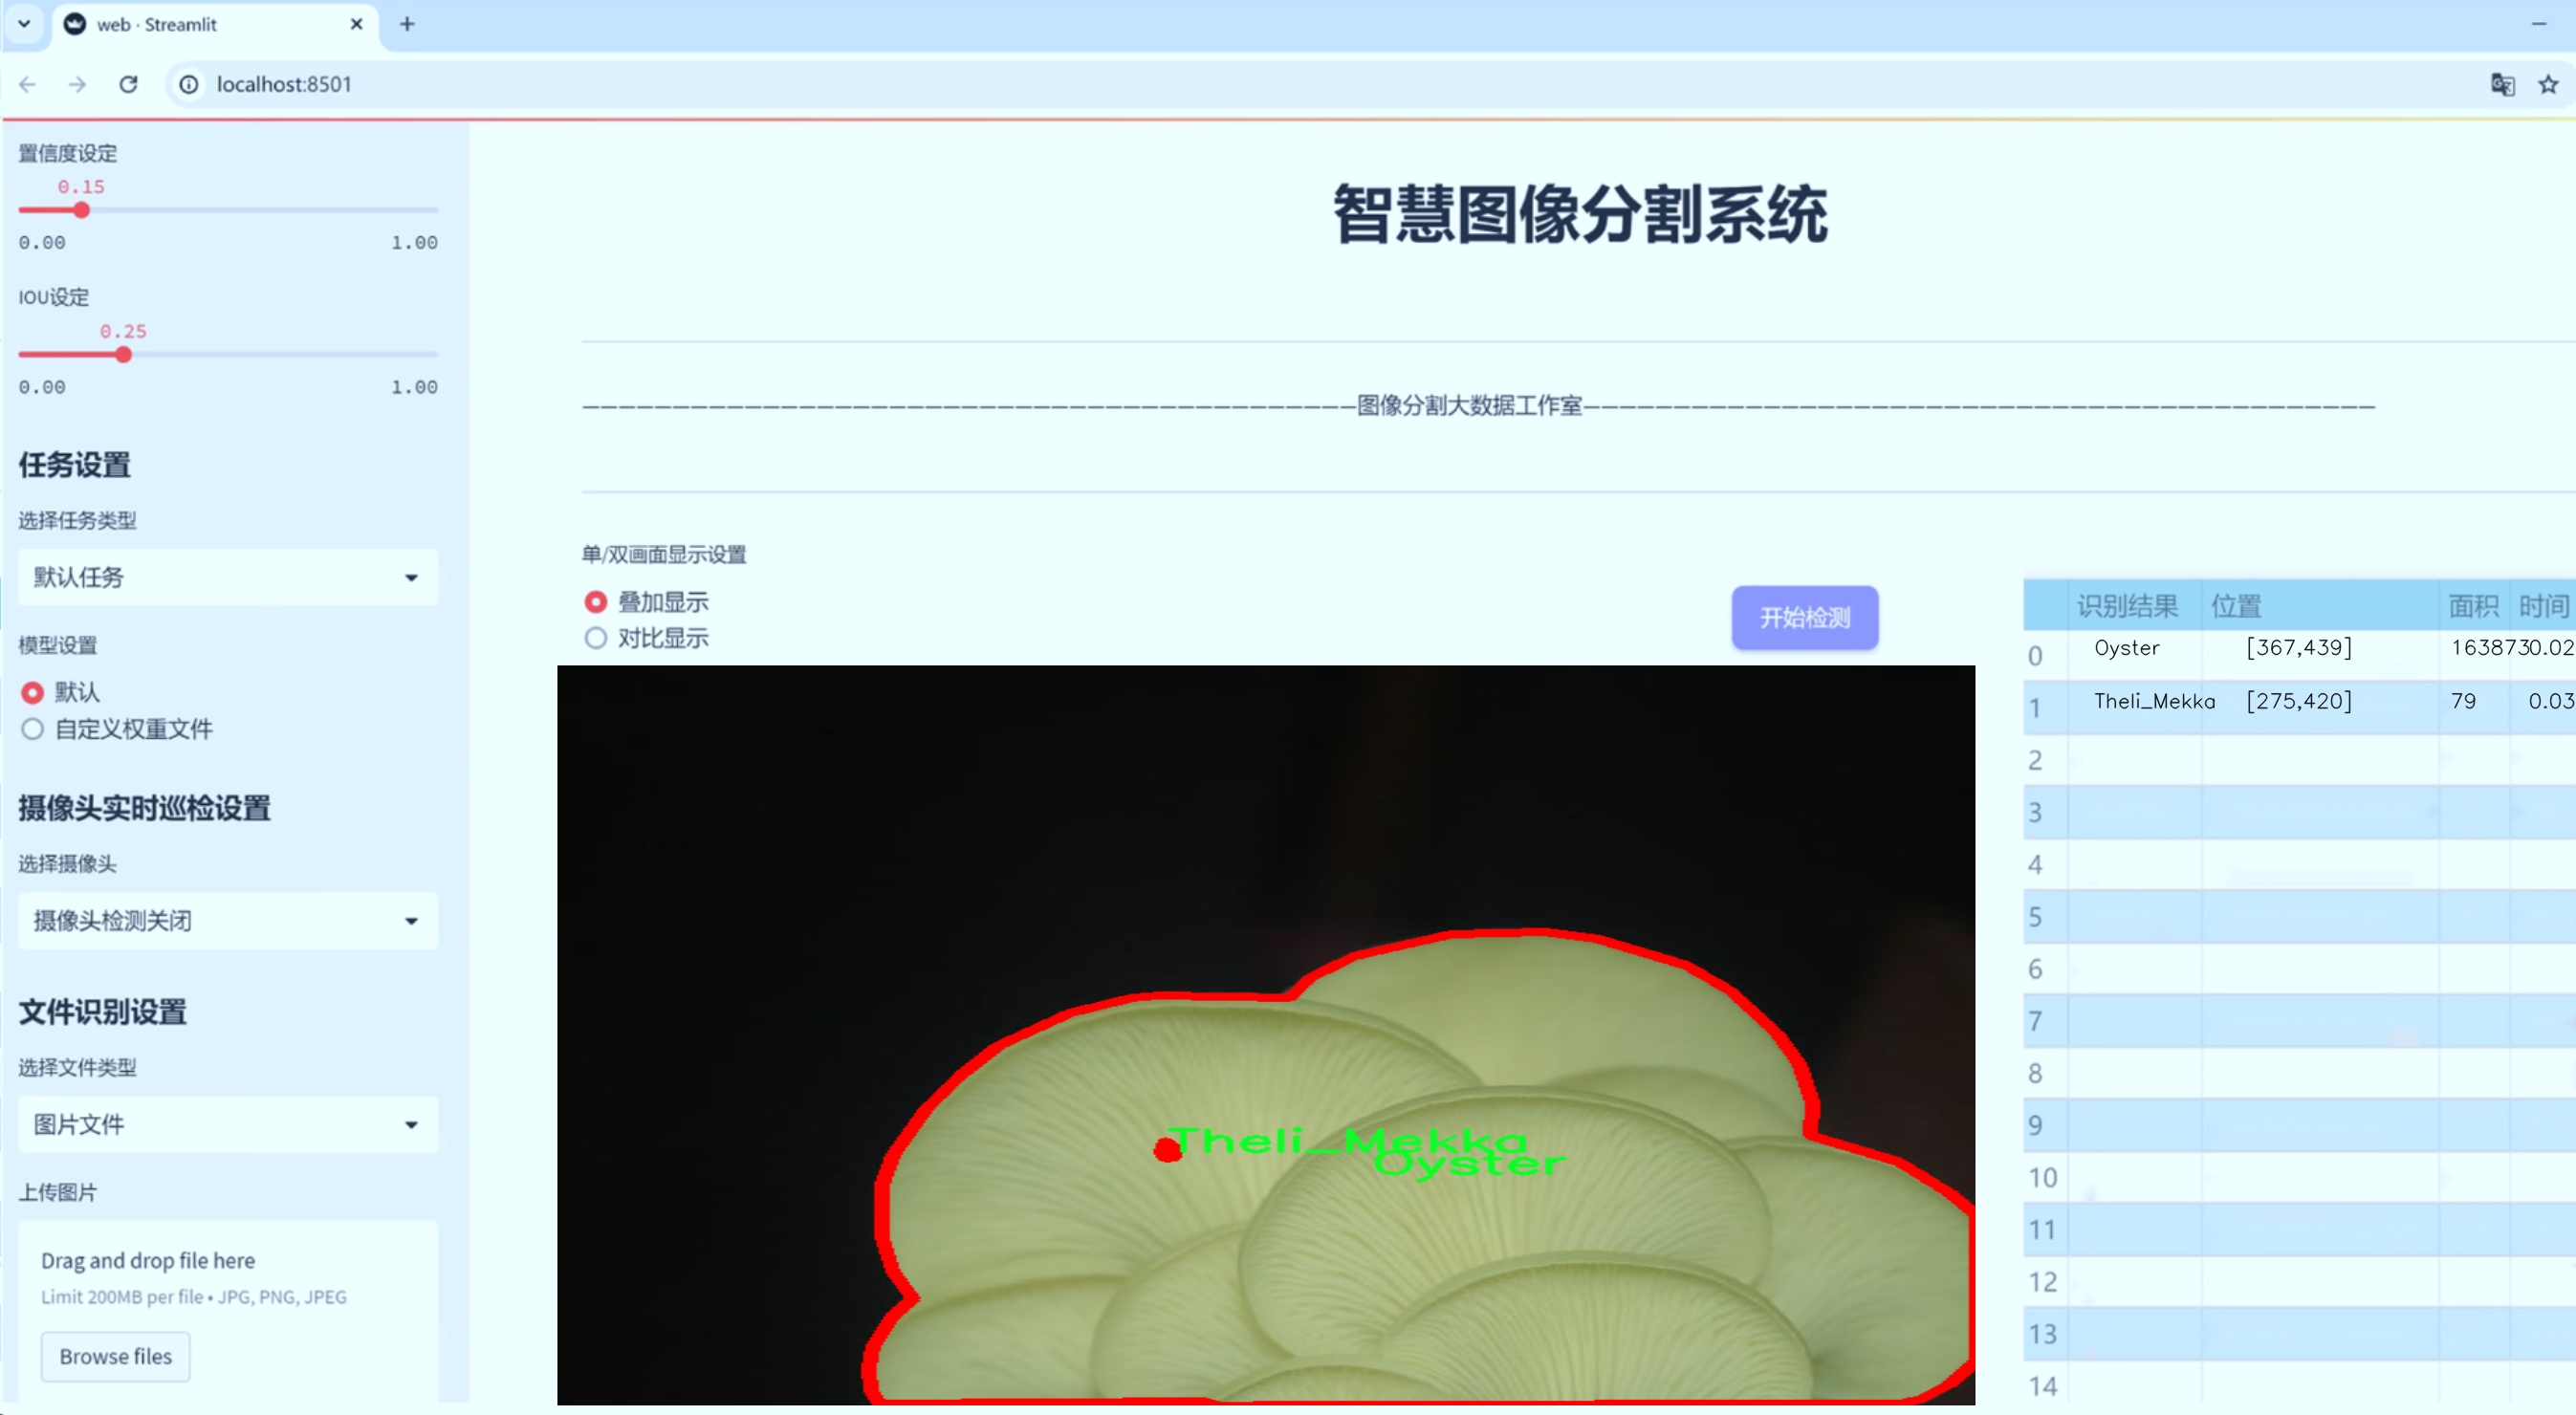 web · Streamlit
localhost:8501
置信度设定
0.15
0.00 1.00
IOU设定
0.25
0.00 1.00
任务设置
选择任务类型
默认任务
模型设置
默认
自定义权重文件
摄像头实时巡检设置
选择摄像头
摄像头检测关闭
文件识别设置
选择文件类型
图片文件
上传图片
Drag and drop file here
Limit 200MB per file • JPG, PNG, JPEG
Browse files
智慧图像分割系统
———————————————————————————————————————————图像分割大数据工作室————————————————————————————————————————————
单/双画面显示设置
叠加显示
对比显示
开始检测
Theli_Mekka
Oyster
识别结果 位置 面积 时间
0 Oyster [367,439] 163873 0.02
1 Theli_Mekka [275,420] 79 0.03
2
3
4
5
6
7
8
9
10
11
12
13
14